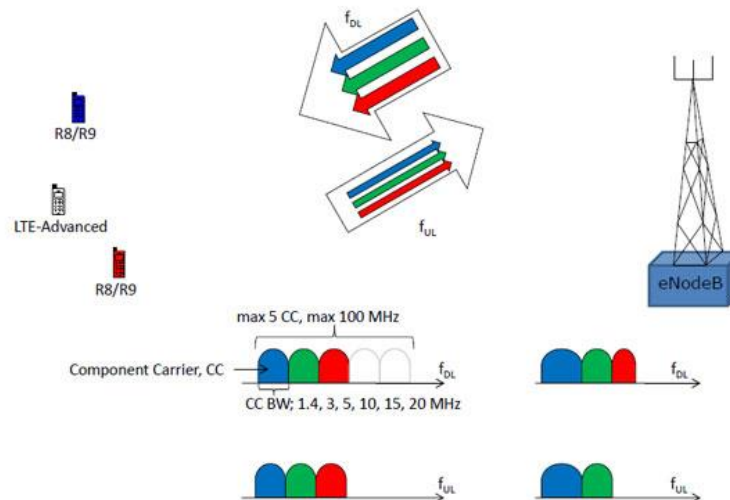 f_DL
R8/R9
LTE-Advanced
f_UL
R8/R9
eNodeB
max 5 CC, max 100 MHz
Component Carrier, CC
f_DL
f_DL
CC BW; 1.4, 3, 5, 10, 15, 20 MHz
f_UL
f_UL